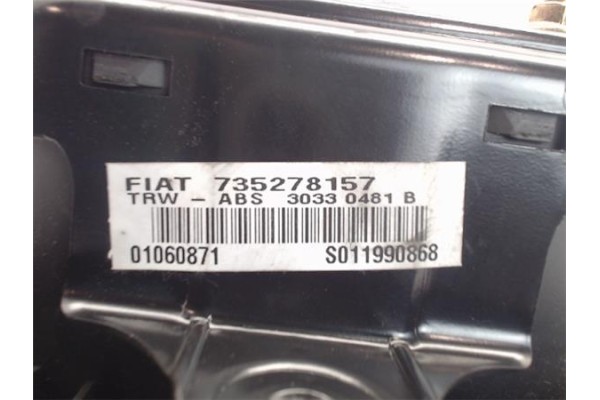 FIAT 735278157
TRW - ABS 3033 0481 B
01060871 S011990868